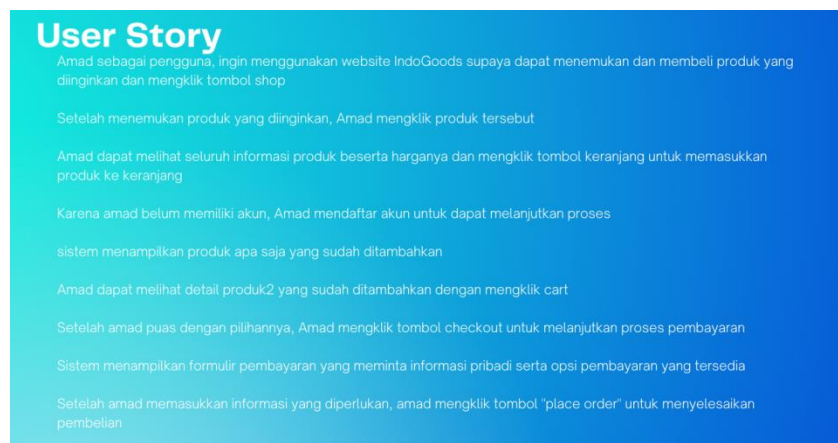 User Story
Amad sebagai pengguna, ingin menggunakan website IndoGoods supaya dapat menemukan dan membeli produk yang
diinginkan dan mengklik tombol shop
Setelah menemukan produk yang diinginkan, Amad mengklik produk tersebut
Amad dapat melihat seluruh informasi produk beserta harganya dan mengklik tombol keranjang untuk memasukkan
produk ke keranjang
Karena amad belum memiliki akun, Amad mendaftar akun untuk dapat melanjutkan proses
sistem menampilkan produk apa saja yang sudah ditambahkan
Amad dapat melihat detail produk2 yang sudah ditambahkan dengan mengklik cart
Setelah amad puas dengan pilihannya, Amad mengklik tombol checkout untuk melanjutkan proses pembayaran
Sistem menampilkan formulir pembayaran yang meminta informasi pribadi serta opsi pembayaran yang tersedia
Setelah amad memasukkan informasi yang diperlukan, amad mengklik tombol "place order" untuk menyelesaikan
pembelian